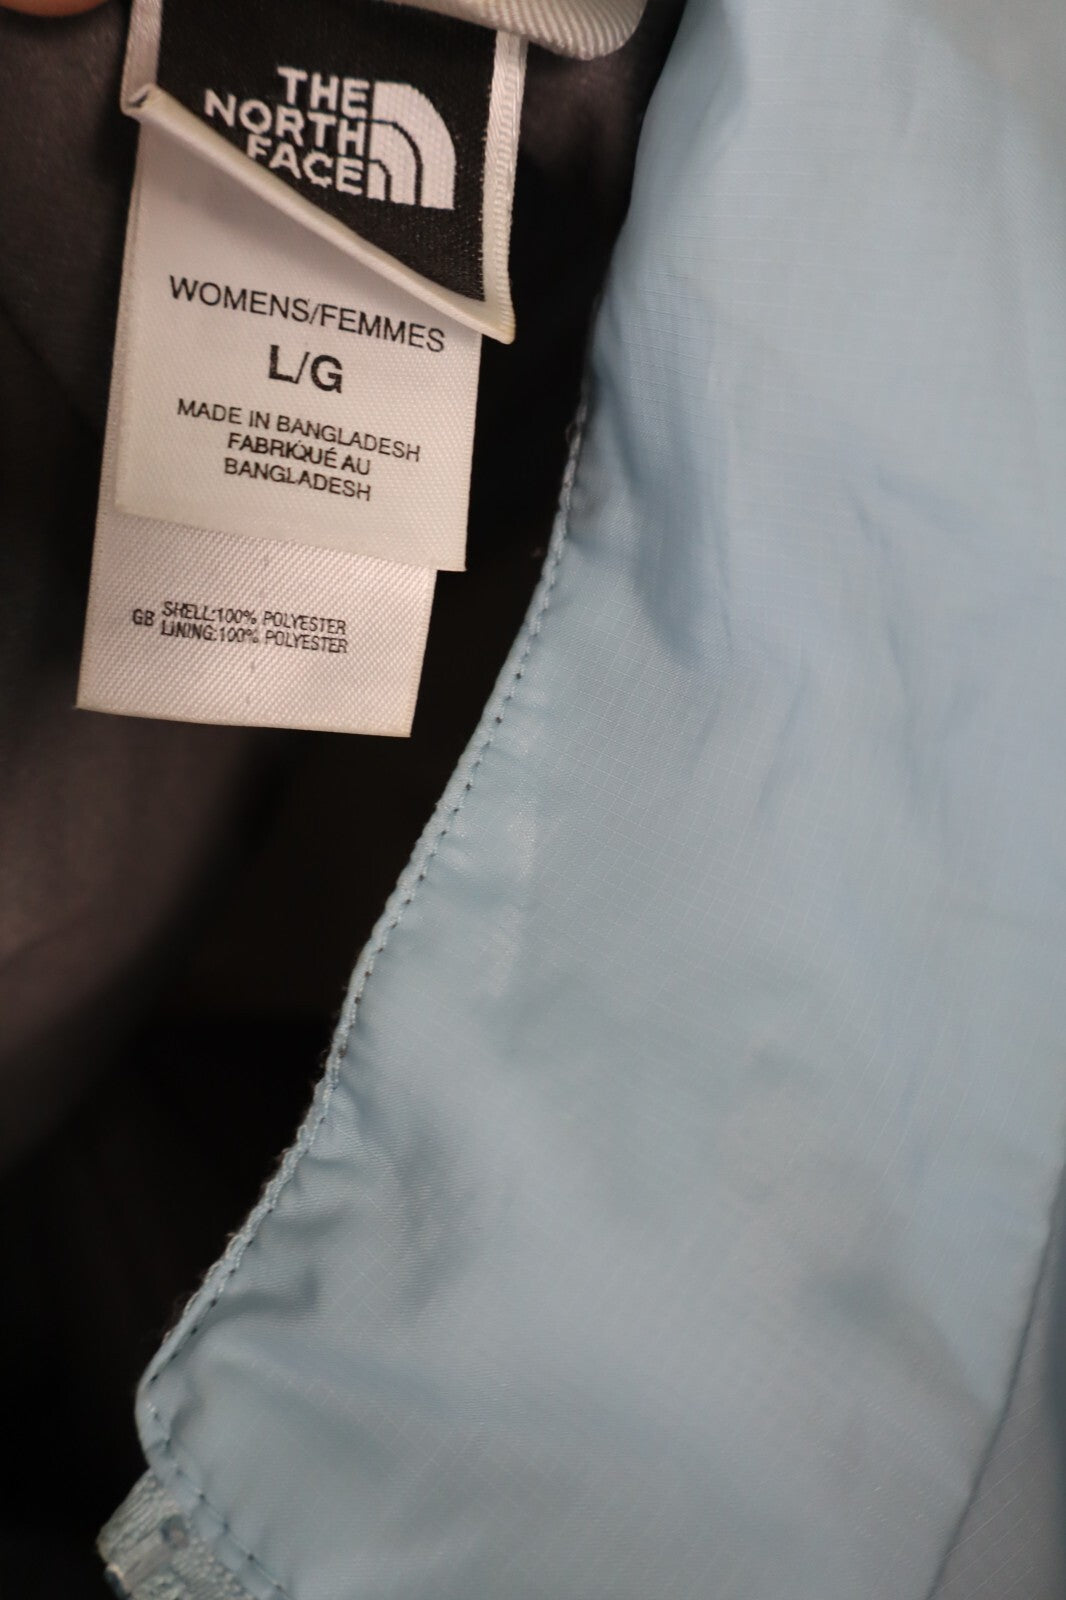 THE
NORTH
FACE
WOMENS/FEMMES
L/G
MADE IN BANGLADESH
FABRIQUÉ AU
BANGLADESH
GB SHELL:100% POLYESTER
LINING:100% POLYESTER